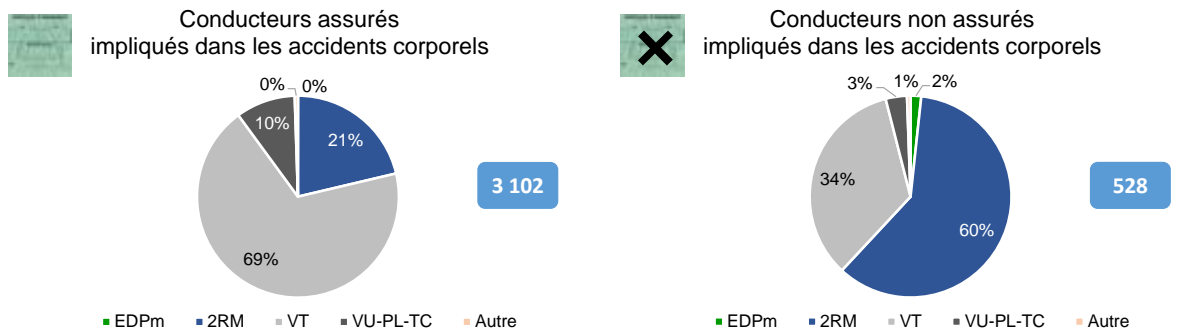 Conducteurs assurés
impliqués dans les accidents corporels
0%
0%
10%
21%
69%
3 102
EDPm 2RM VT VU-PL-TC Autre
Conducteurs non assurés
impliqués dans les accidents corporels
3%
1%
2%
34%
60%
528
EDPm 2RM VT VU-PL-TC Autre